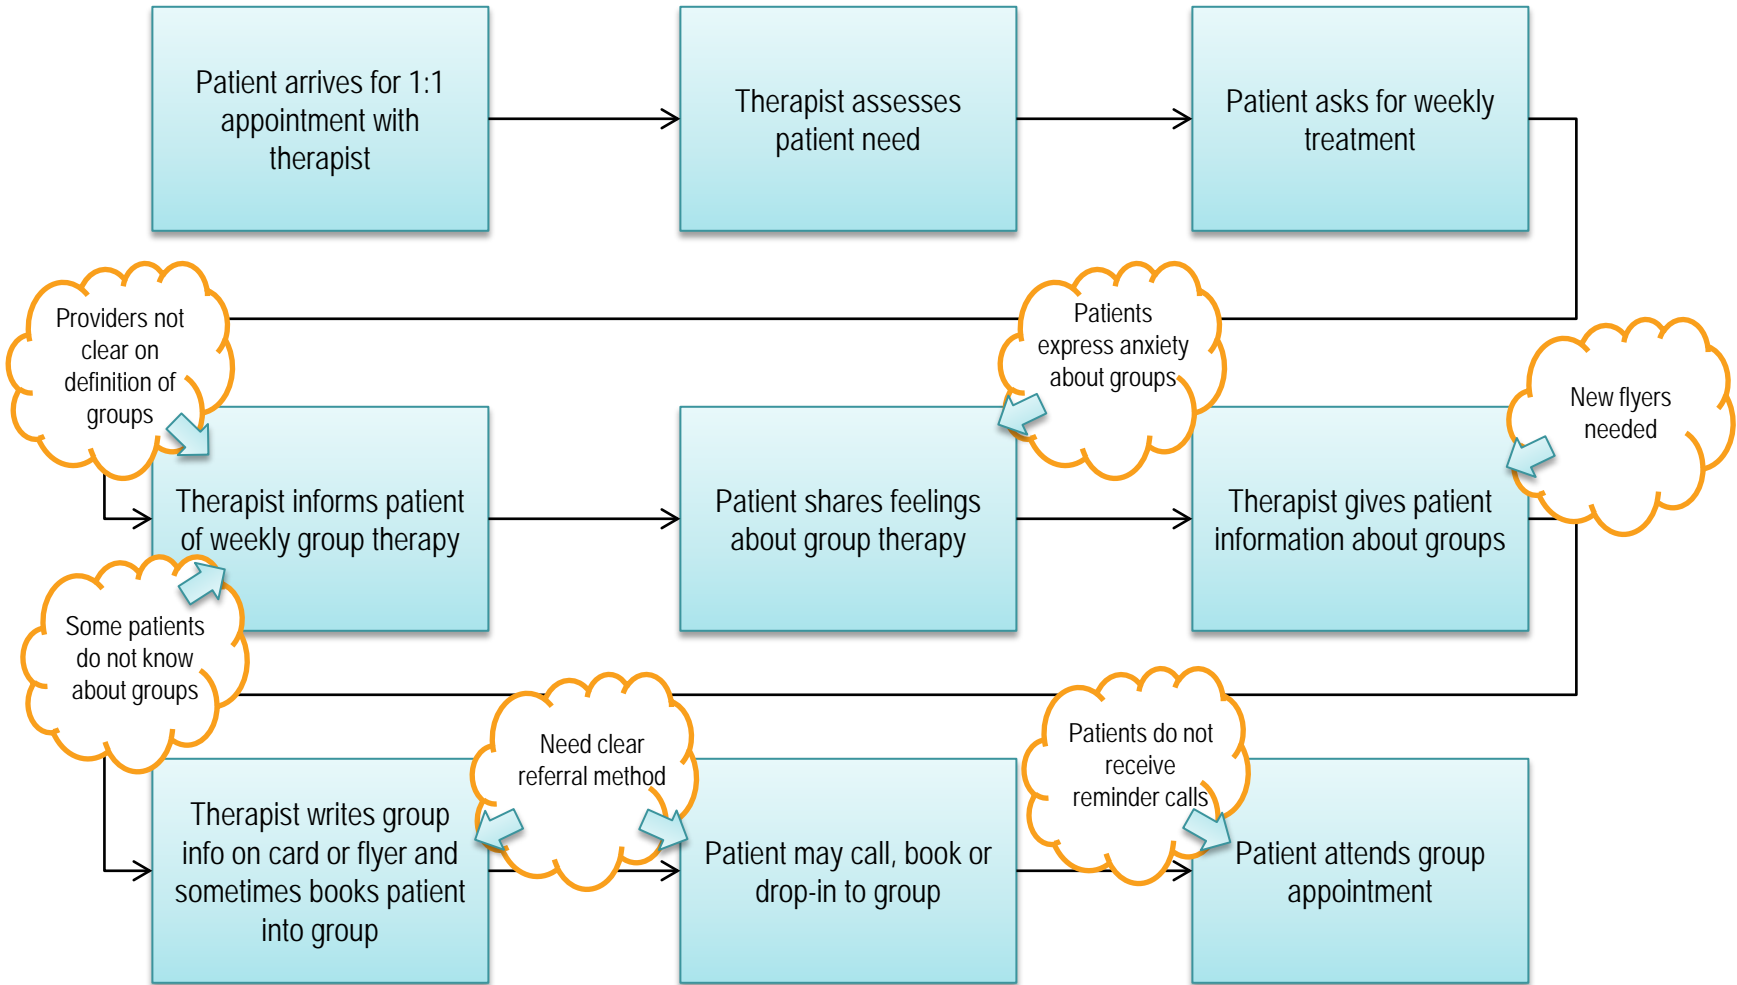 Patient arrives for 1:1
appointment with
therapist
Therapist assesses
patient need
Patient asks for weekly
treatment
Providers not
clear on
definition of
groups
Patients
express anxiety
about groups
New flyers
needed
Therapist informs patient
of weekly group therapy
Patient shares feelings
about group therapy
Therapist gives patient
information about groups
Some patients
do not know
about groups
Need clear
referral method
Patients do not
receive
reminder calls
Therapist writes group
info on card or flyer and
sometimes books patient
into group
Patient may call, book or
drop-in to group
Patient attends group
appointment